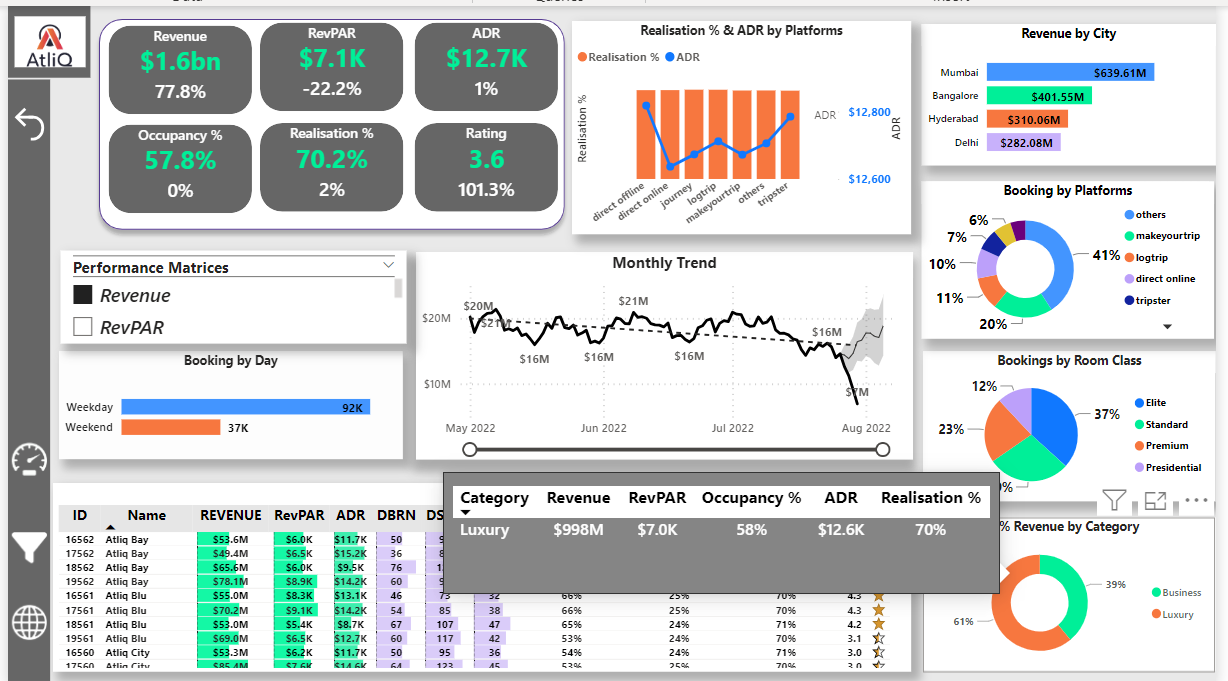 AtliQ
Revenue
$1.6bn
77.8%
RevPAR
$7.1K
-22.2%
ADR
$12.7K
1%
Occupancy %
57.8%
0%
Realisation %
70.2%
2%
Rating
3.6
101.3%
Realisation % & ADR by Platforms
Realisation % ADR
Realisation %
ADR
$12,800
$12,600
ADR
direct offline
direct online
journey
logtrip
makeyourtrip
others
tripster
Revenue by City
Mumbai $639.61M
Bangalore $401.55M
Hyderabad $310.06M
Delhi $282.08M
Booking by Platforms
6%
7%
10%
11%
20%
41%
others
makeyourtrip
logtrip
direct online
tripster
Performance Matrices
Revenue
RevPAR
Booking by Day
Weekday 92K
Weekend 37K
Monthly Trend
$20M
$10M
$20M
$21M
$16M
$16M
$21M
$16M
$16M
$7M
May 2022 Jun 2022 Jul 2022 Aug 2022
Bookings by Room Class
12%
23%
37%
Elite
Standard
Premium
Presidential
Category Revenue RevPAR Occupancy % ADR Realisation %
Luxury $998M $7.0K 58% $12.6K 70%
ID Name REVENUE RevPAR ADR DBRN
16562 Atliq Bay $53.6M $6.0K $11.7K 50
17562 Atliq Bay $49.4M $6.5K $15.2K 36
18562 Atliq Bay $65.6M $6.0K $9.5K 76
19562 Atliq Bay $78.1M $8.9K $14.2K 60
16561 Atliq Blu $55.0M $8.3K $13.1K 46 73 32 66% 25% 70% 4.3
17561 Atliq Blu $70.2M $9.1K $14.2K 54 85 38 66% 25% 70% 4.3
18561 Atliq Blu $53.0M $5.4K $8.7K 67 107 47 65% 24% 71% 4.2
19561 Atliq Blu $69.0M $6.5K $12.7K 60 117 42 53% 24% 70% 3.1
16560 Atliq City $53.3M $6.2K $11.7K 50 95 36 54% 24% 71% 3.0
17560 Atliq City $85.4M $7.6K $14.6K 64 123 45 53% 25% 70% 3.0
% Revenue by Category
39%
61%
Business
Luxury